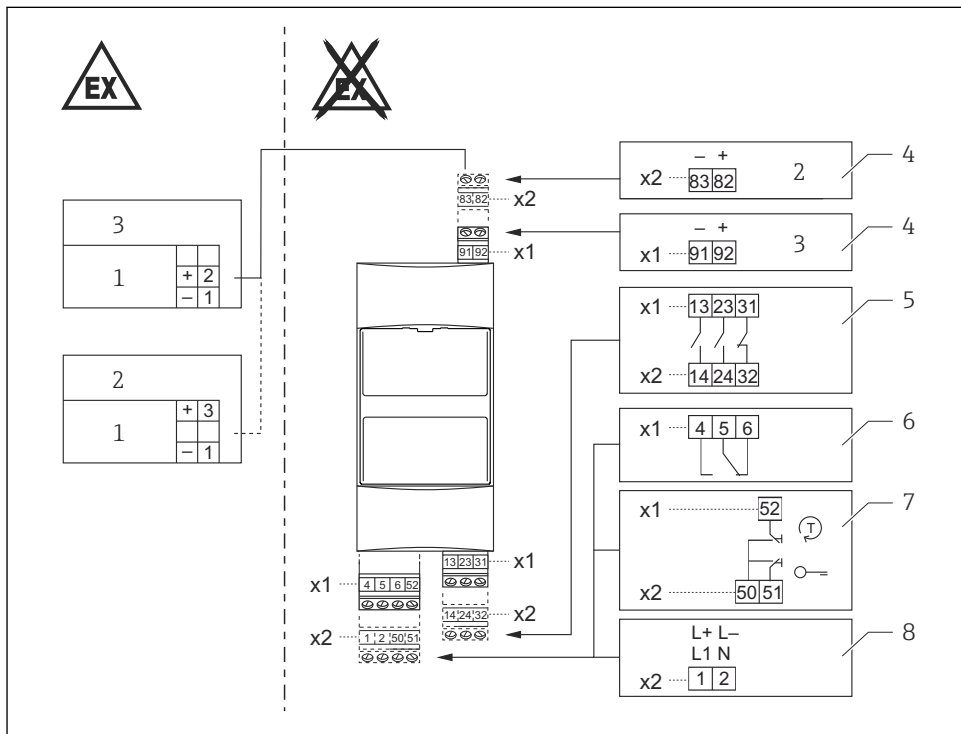 EX
EX
– +
x2 83 82 2
4
83 82 x2
– +
x1 91 92 3
4
91 92 x1
3
1
+ 2
– 1
x1 13 23 31
5
x2 14 24 32
2
1
+ 3
– 1
x1 4 5 6
6
x1 52
7
T
x2 50 51
13 23 31 x1
x1 4 5 6 52
14 24 32 x2
x2 1 2 50 51
L+ L–
8
L1 N
x2 1 2